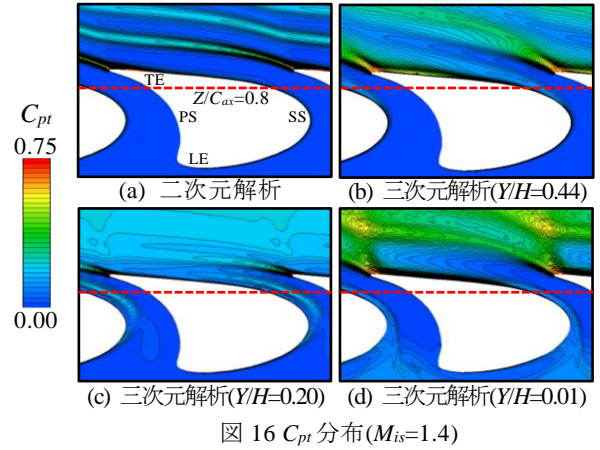 TE
Z/Cax=0.8
PS
SS
LE
Cpt
0.75
0.00
(a) 二次元解析
(b) 三次元解析(Y/H=0.44)
(c) 三次元解析(Y/H=0.20)
(d) 三次元解析(Y/H=0.01)
図 16 Cpt 分布(Mis=1.4)